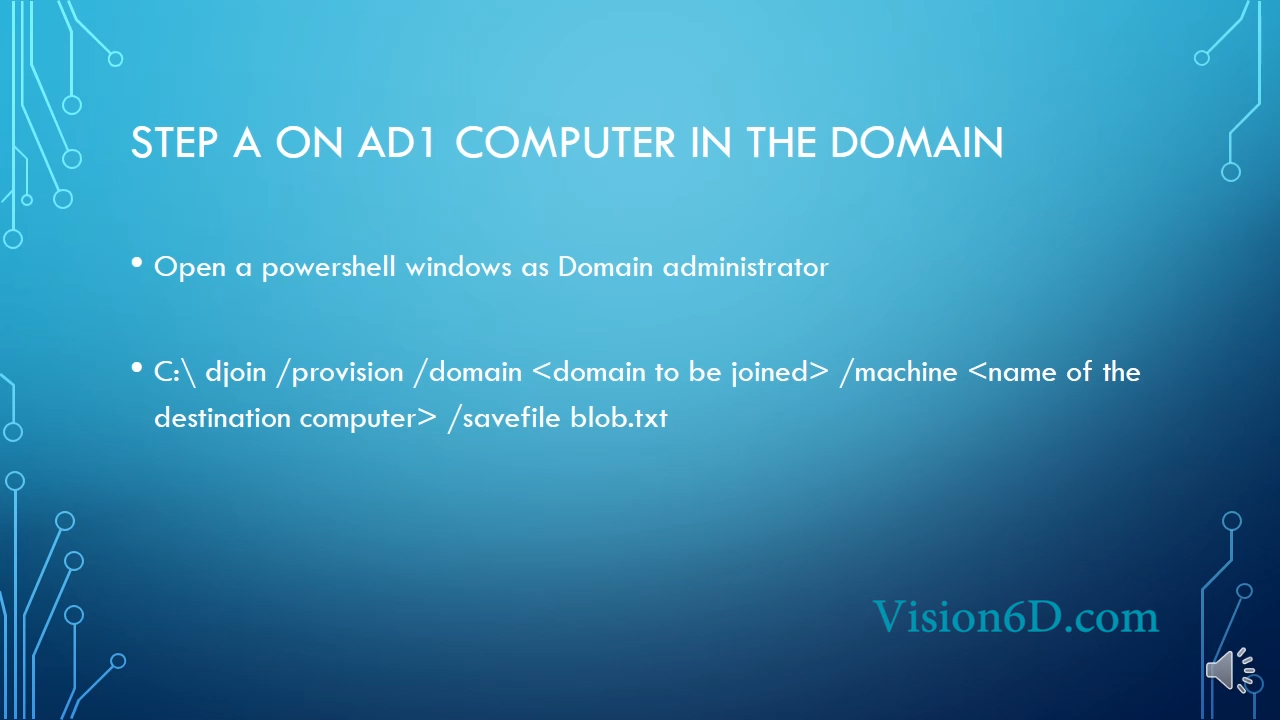 STEP A ON AD1 COMPUTER IN THE DOMAIN
• Open a powershell windows as Domain administrator
• C:\ djoin /provision /domain <domain to be joined> /machine <name of the
destination computer> /savefile blob.txt
Vision6D.com